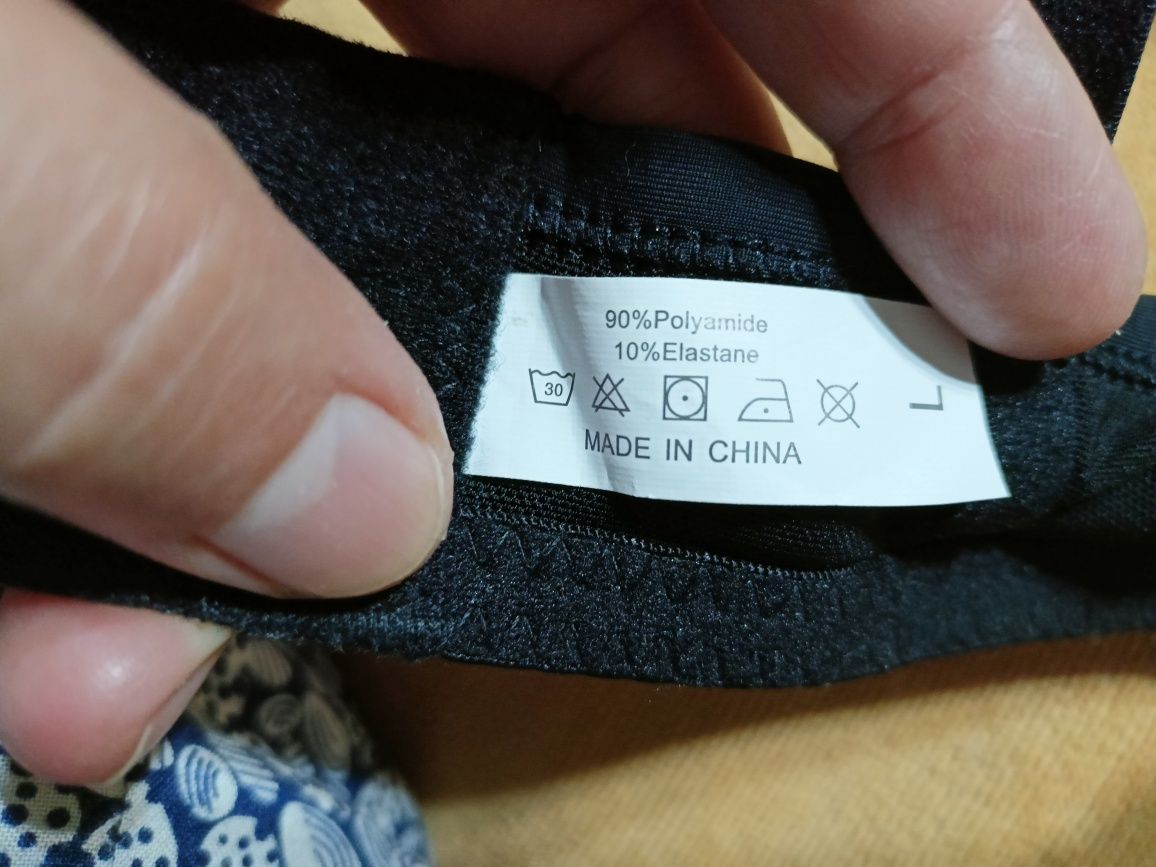 90%Polyamide
10%Elastane
30
L
MADE IN CHINA